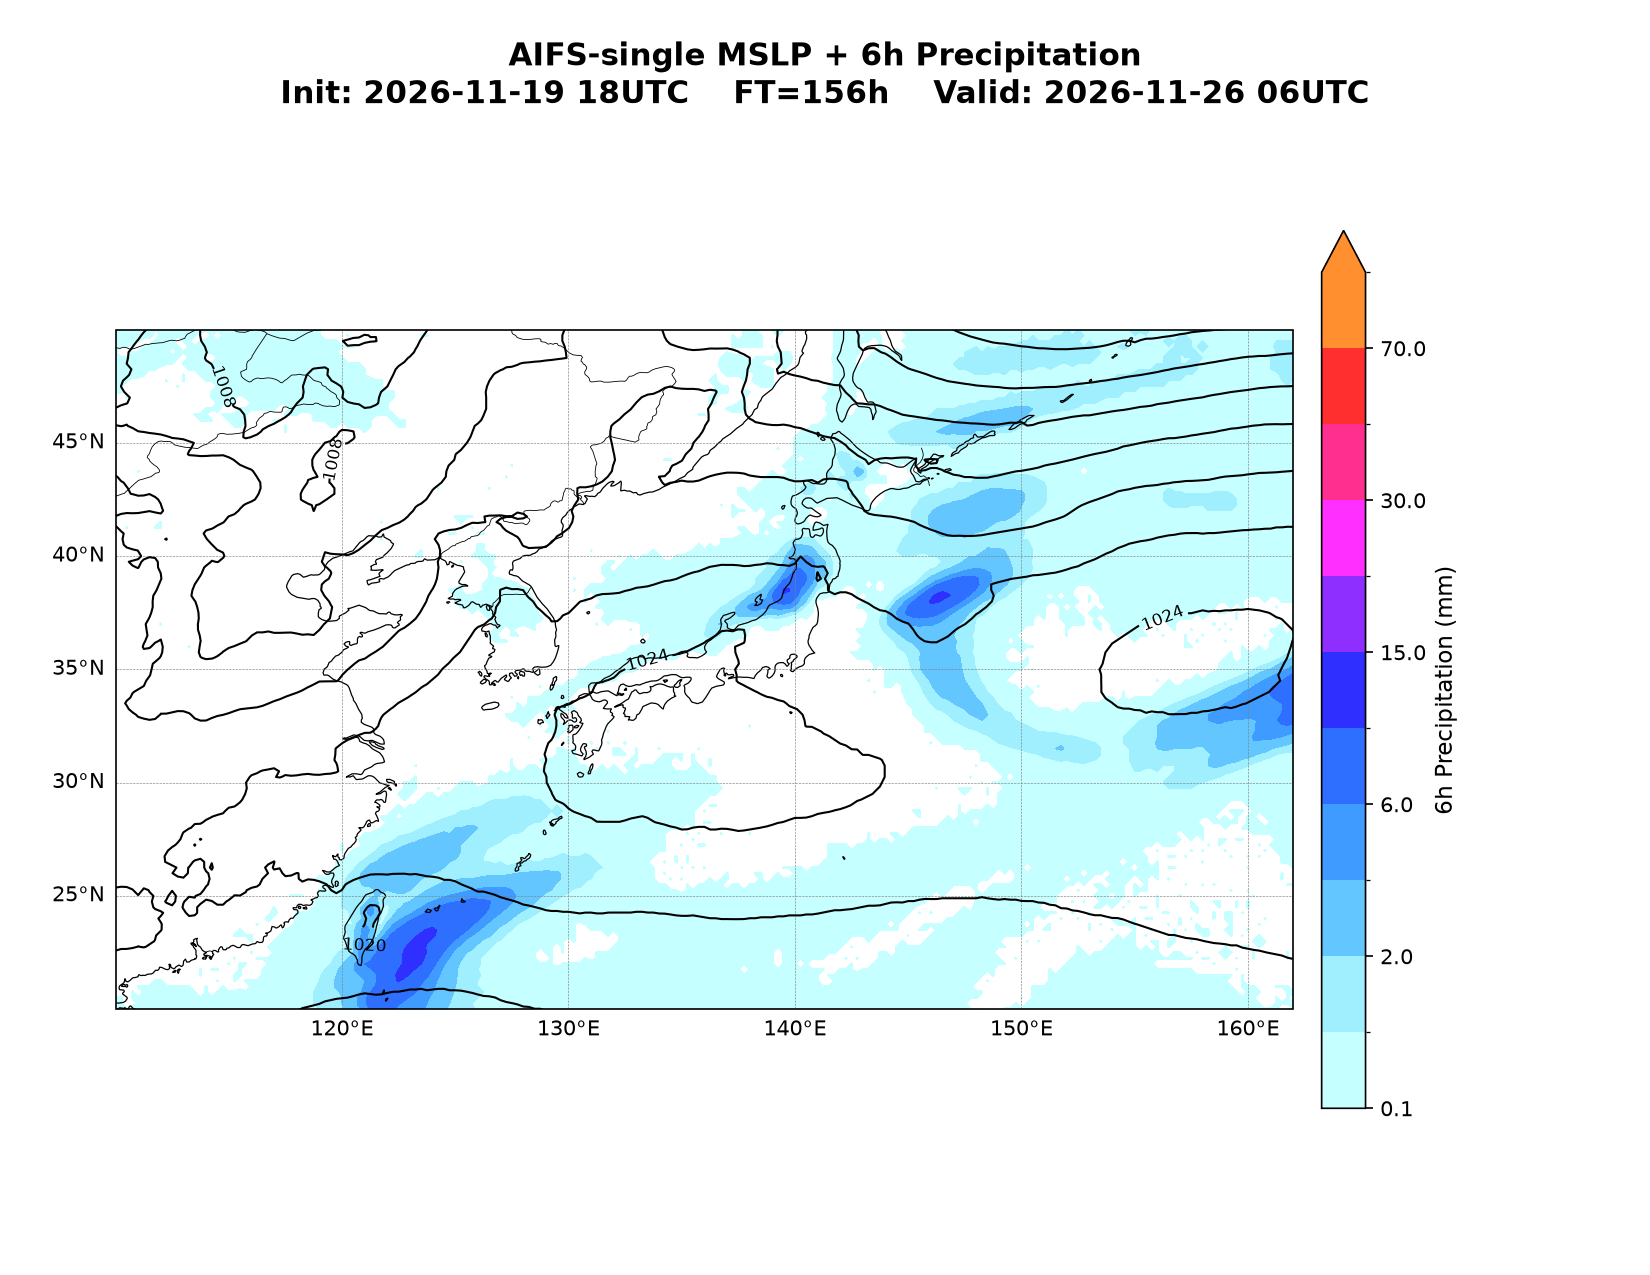 AIFS-single MSLP + 6h Precipitation
Init: 2026-11-19 18UTC    FT=156h    Valid: 2026-11-26 06UTC
1008
1008
1024
1024
1020
45°N
40°N
35°N
30°N
25°N
120°E
130°E
140°E
150°E
160°E
70.0
30.0
15.0
6.0
2.0
0.1
6h Precipitation (mm)